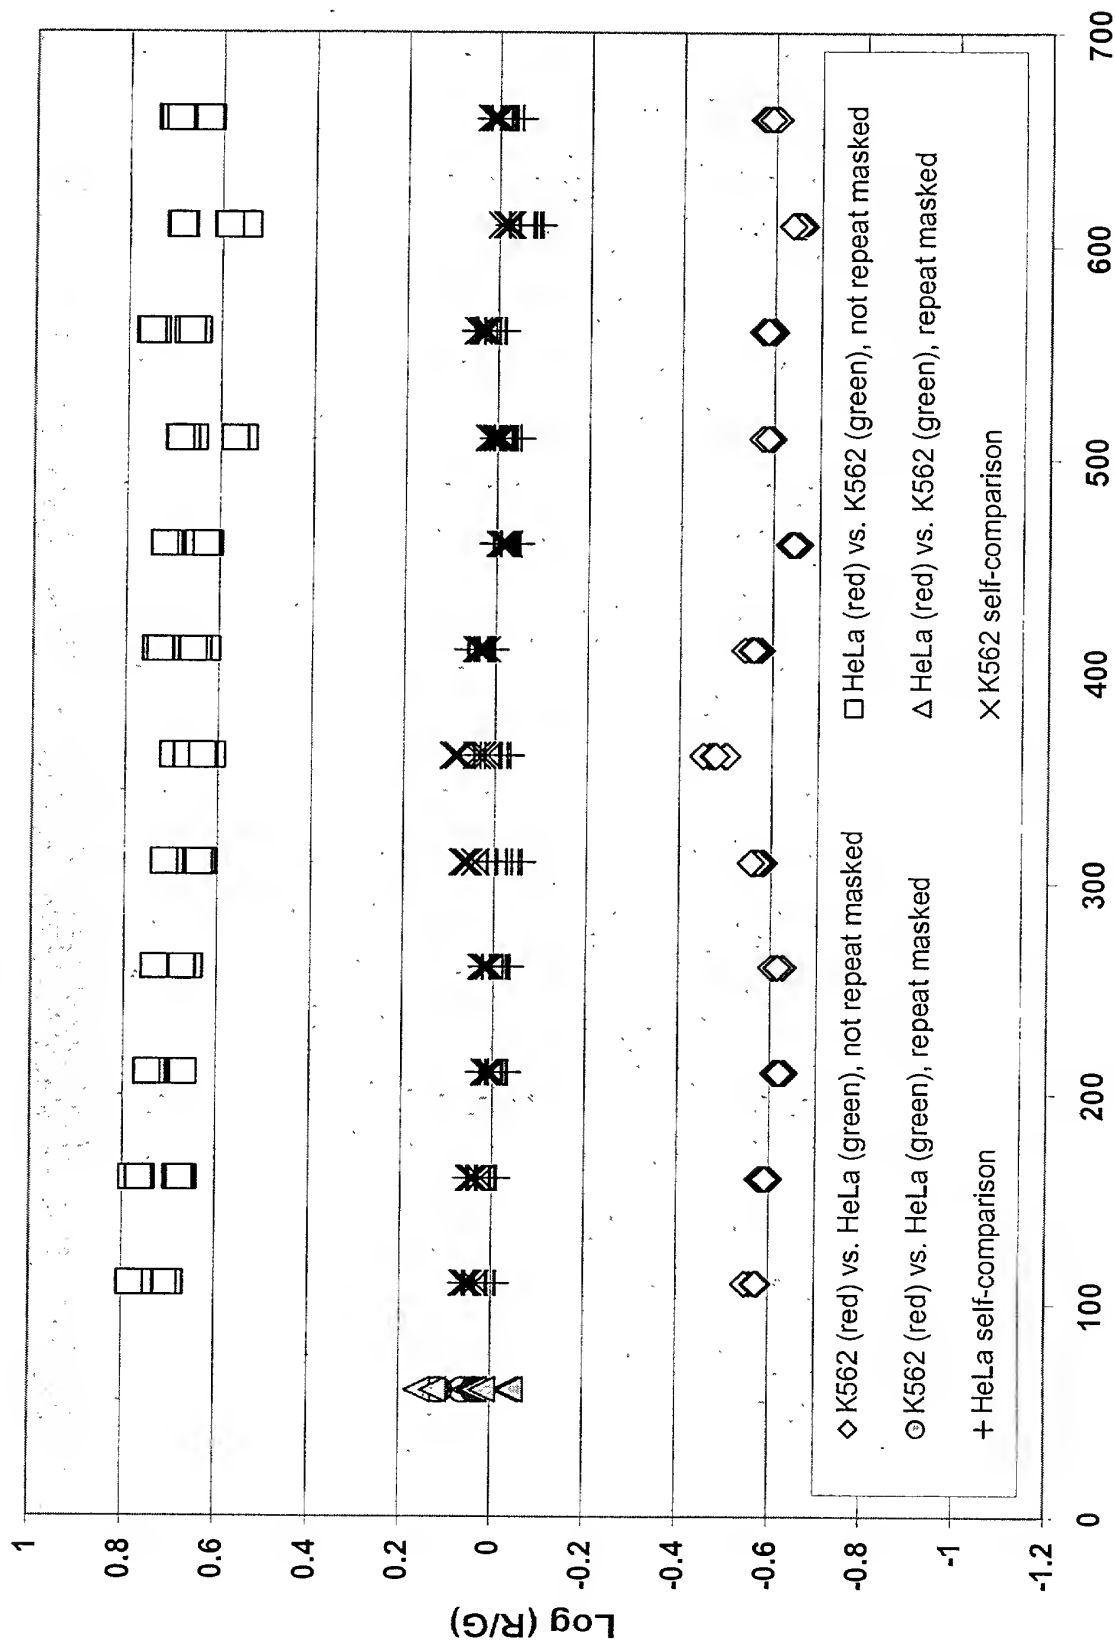 Log (R/G)
1
0.8
0.6
0.4
0.2
0
-0.2
-0.4
-0.6
-0.8
-1
-1.2
0
100
200
300
400
500
600
700
K562 (red) vs. HeLa (green), not repeat masked
HeLa (red) vs. K562 (green), not repeat masked
K562 (red) vs. HeLa (green), repeat masked
HeLa (red) vs. K562 (green), repeat masked
HeLa self-comparison
K562 self-comparison